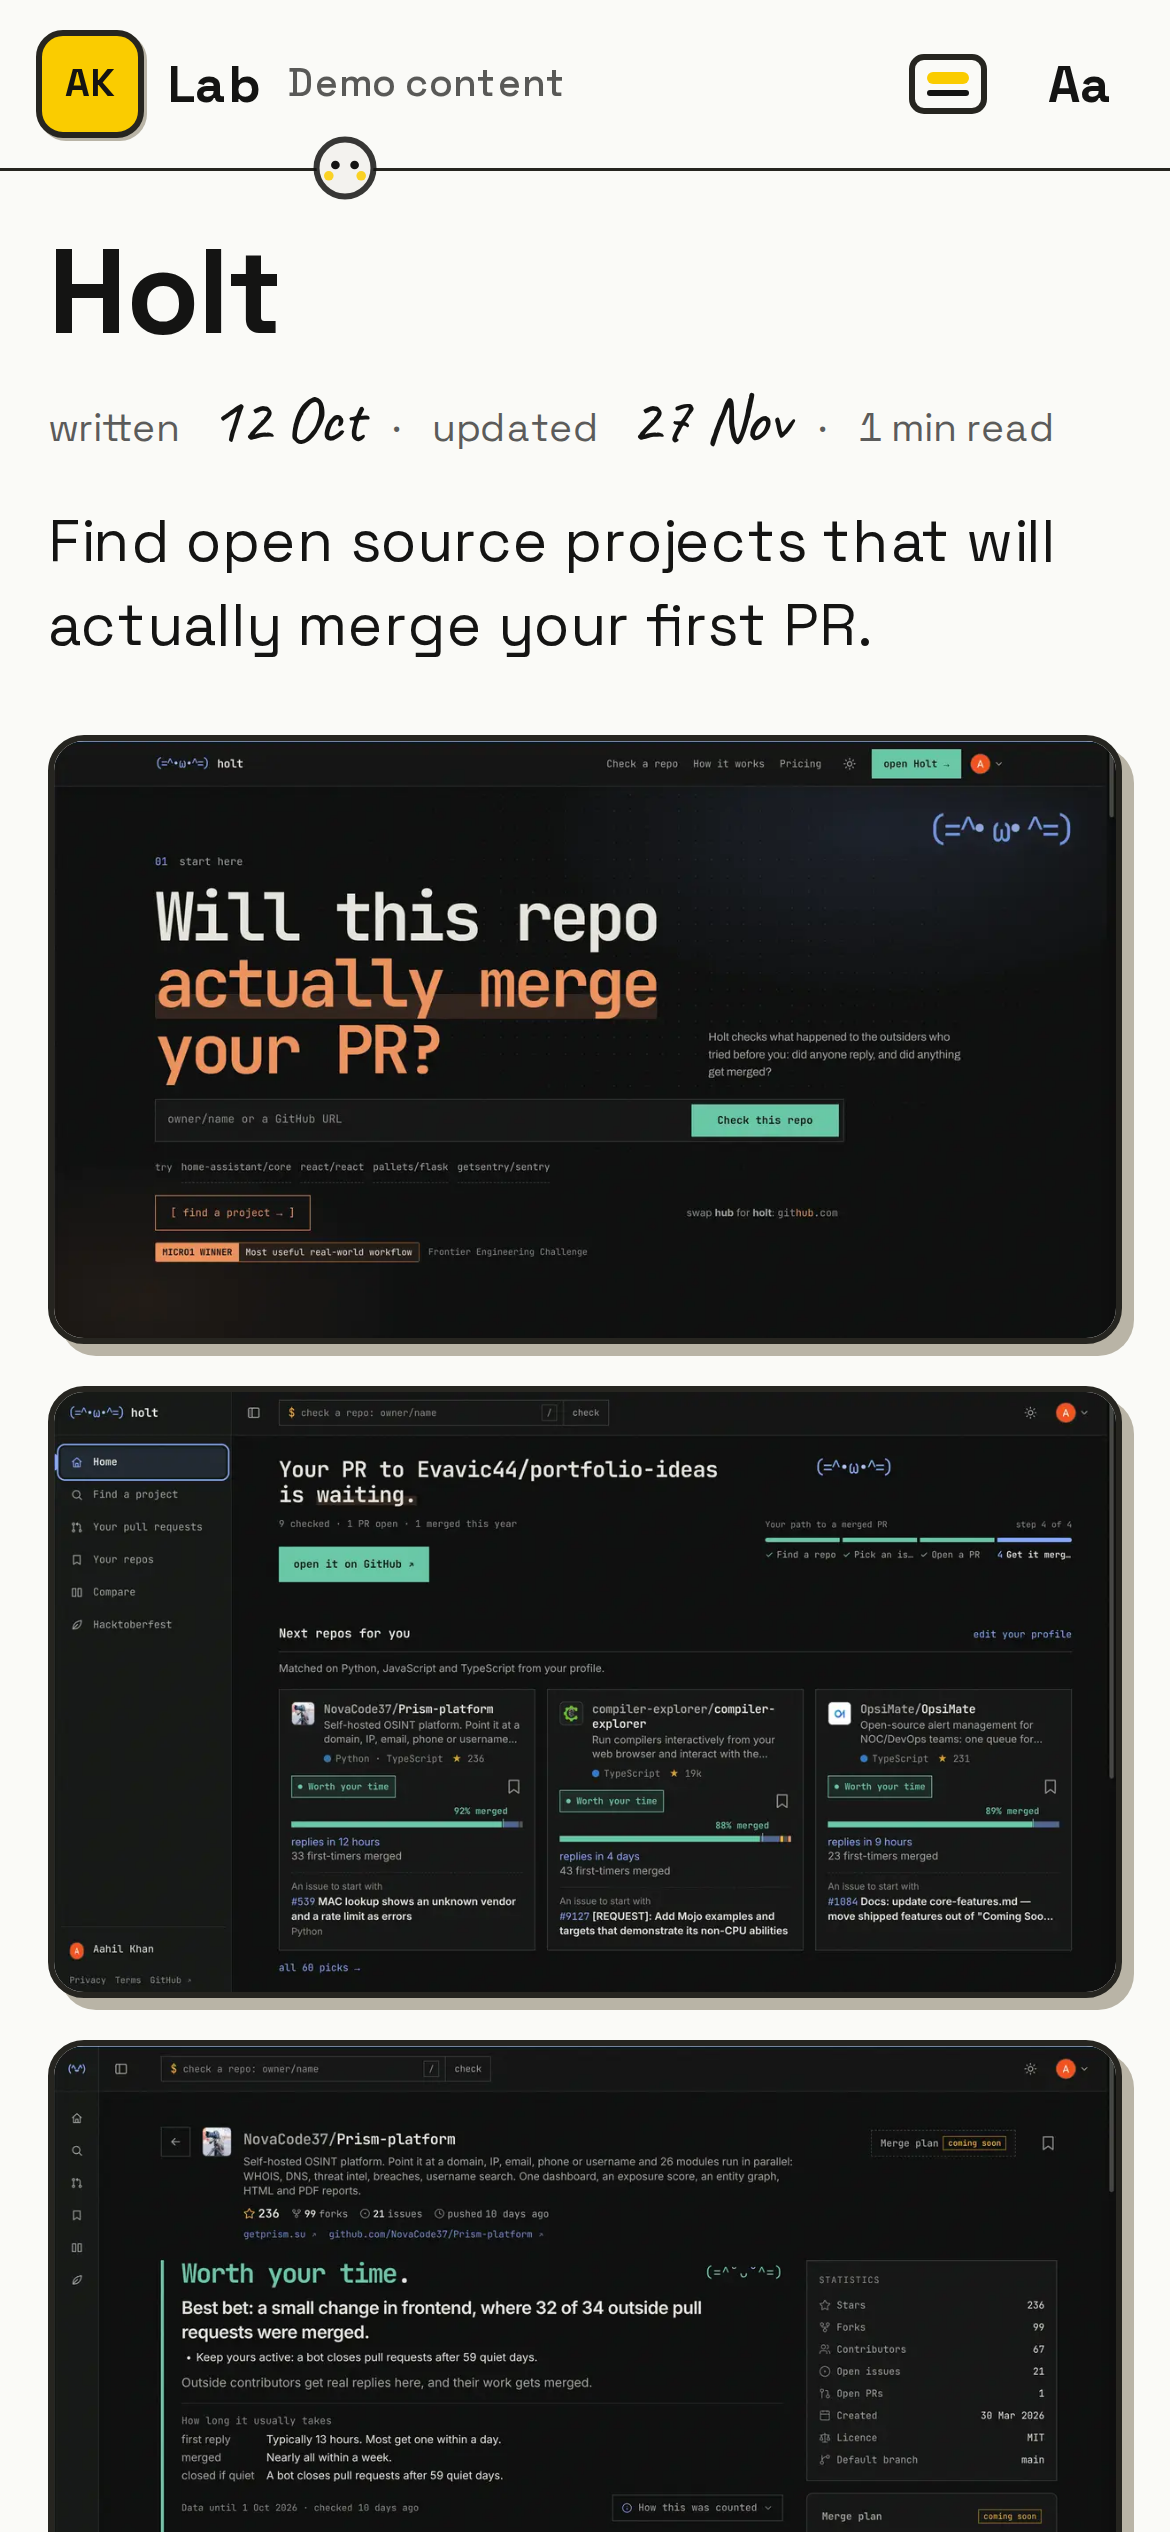 AK Lab Demo content Aa
Holt
written 12 Oct · updated 27 Nov · 1 min read
Find open source projects that will
actually merge your first PR.
(=^•ω•^=) holt Check a repo How it works Pricing open Holt → A
(=^• ω• ^=)
01 start here
Will this repo
actually merge
your PR?
Holt checks what happened to the outsiders who
tried before you: did anyone reply, and did anything
get merged?
owner/name or a GitHub URL Check this repo
try home-assistant/core react/react pallets/flask getsentry/sentry
[ find a project → ] swap hub for holt: github.com
MICRO1 WINNER Most useful real-world workflow Frontier Engineering Challenge
(=^•ω•^=) holt $ check a repo: owner/name / check A
Home
Find a project
Your pull requests
Your repos
Compare
Hacktoberfest
Aahil Khan
Privacy Terms GitHub ↗
Your PR to Evavic44/portfolio-ideas
is waiting.
(=^•ω•^=)
9 checked · 1 PR open · 1 merged this year
open it on GitHub ↗
Your path to a merged PR step 4 of 4
✓ Find a repo ✓ Pick an is… ✓ Open a PR 4 Get it merg…
Next repos for you edit your profile
Matched on Python, JavaScript and TypeScript from your profile.
NovaCode37/Prism-platform
Self-hosted OSINT platform. Point it at a
domain, IP, email, phone or username...
Python · TypeScript ★ 236
Worth your time
92% merged
replies in 12 hours
33 first-timers merged
An issue to start with
#539 MAC lookup shows an unknown vendor
and a rate limit as errors
Python
compiler-explorer/compiler-
explorer
Run compilers interactively from your
web browser and interact with the...
TypeScript ★ 19k
Worth your time
88% merged
replies in 4 days
43 first-timers merged
An issue to start with
#9127 [REQUEST]: Add Mojo examples and
targets that demonstrate its non-CPU abilities
OpsiMate/OpsiMate
Open-source alert management for
NOC/DevOps teams: one queue for...
TypeScript ★ 231
Worth your time
89% merged
replies in 9 hours
23 first-timers merged
An issue to start with
#1084 Docs: update core-features.md —
move shipped features out of "Coming Soo...
all 60 picks →
$ check a repo: owner/name / check A
NovaCode37/Prism-platform
Merge plan coming soon
Self-hosted OSINT platform. Point it at a domain, IP, email, phone or username and 26 modules run in parallel:
WHOIS, DNS, threat intel, breaches, username search. One dashboard, an exposure score, an entity graph,
HTML and PDF reports.
236 99 forks 21 issues pushed 10 days ago
getprism.su ↗ github.com/NovaCode37/Prism-platform ↗
Worth your time.
Best bet: a small change in frontend, where 32 of 34 outside pull
requests were merged.
• Keep yours active: a bot closes pull requests after 59 quiet days.
Outside contributors get real replies here, and their work gets merged.
How long it usually takes
first reply Typically 13 hours. Most get one within a day.
merged Nearly all within a week.
closed if quiet A bot closes pull requests after 59 quiet days.
Data until 1 Oct 2026 · checked 10 days ago How this was counted
STATISTICS
Stars 236
Forks 99
Contributors 67
Open issues 21
Open PRs 1
Created 30 Mar 2026
Licence MIT
Default branch main
Merge plan coming soon